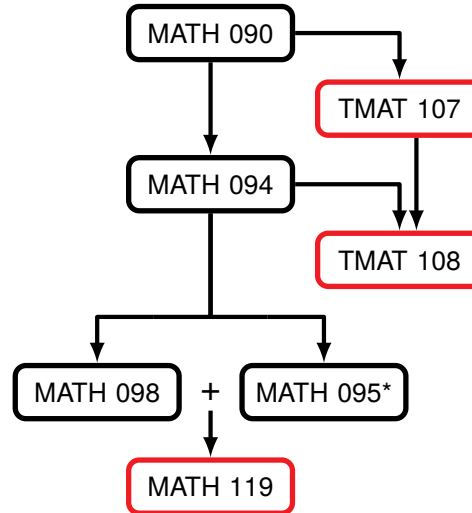 MATH 090
TMAT 107
MATH 094
TMAT 108
MATH 098 + MATH 095*
MATH 119